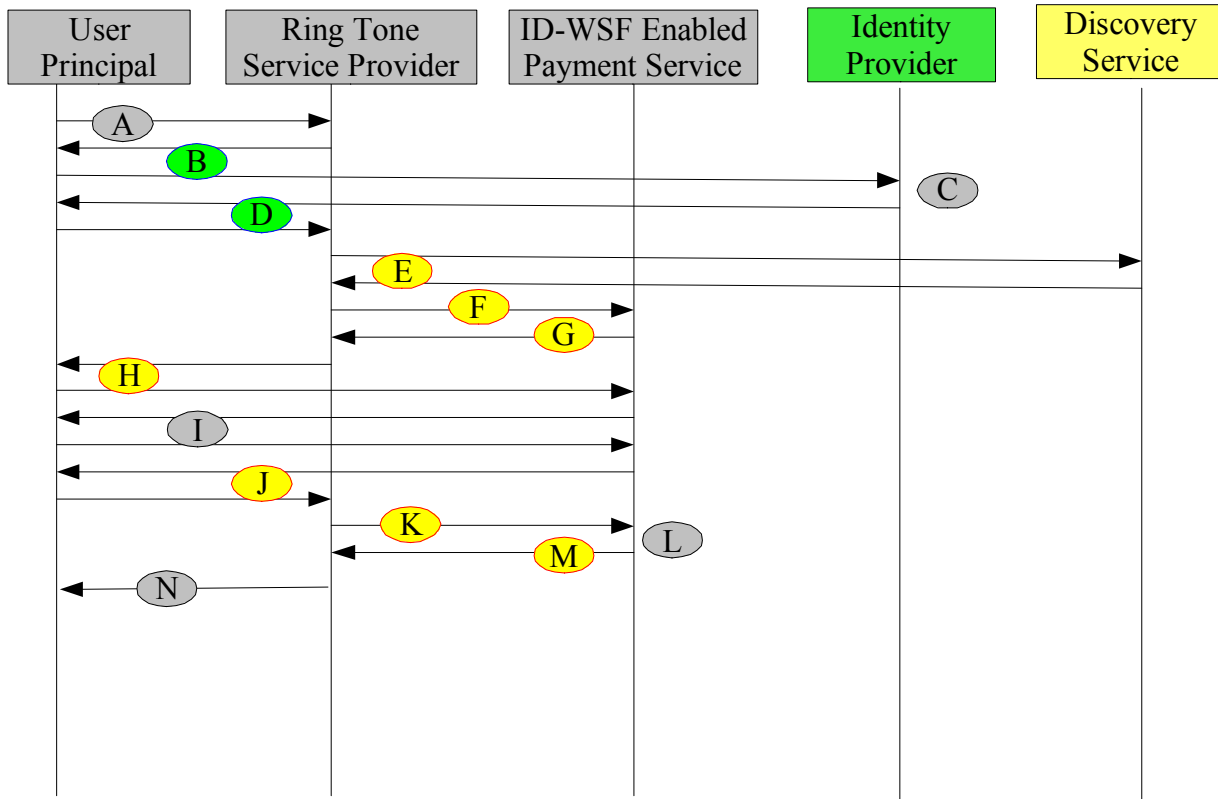 User
Principal
Ring Tone
Service Provider
ID-WSF Enabled
Payment Service
Identity
Provider
Discovery
Service
A
B
C
D
E
F
G
H
I
J
K
L
M
N